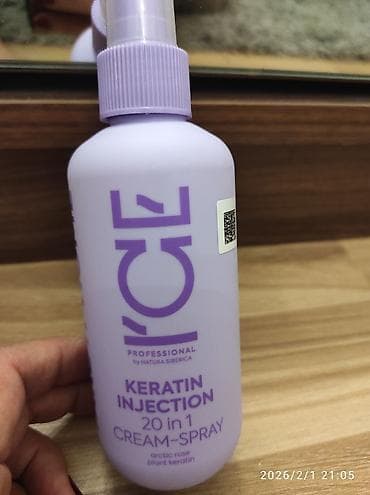 I'CE
PROFESSIONAL
by NATURA SIBERICA
KERATIN
INJECTION
20 in 1
CREAM-SPRAY
arctic rose
plant keratin
2026/2/1 21:05